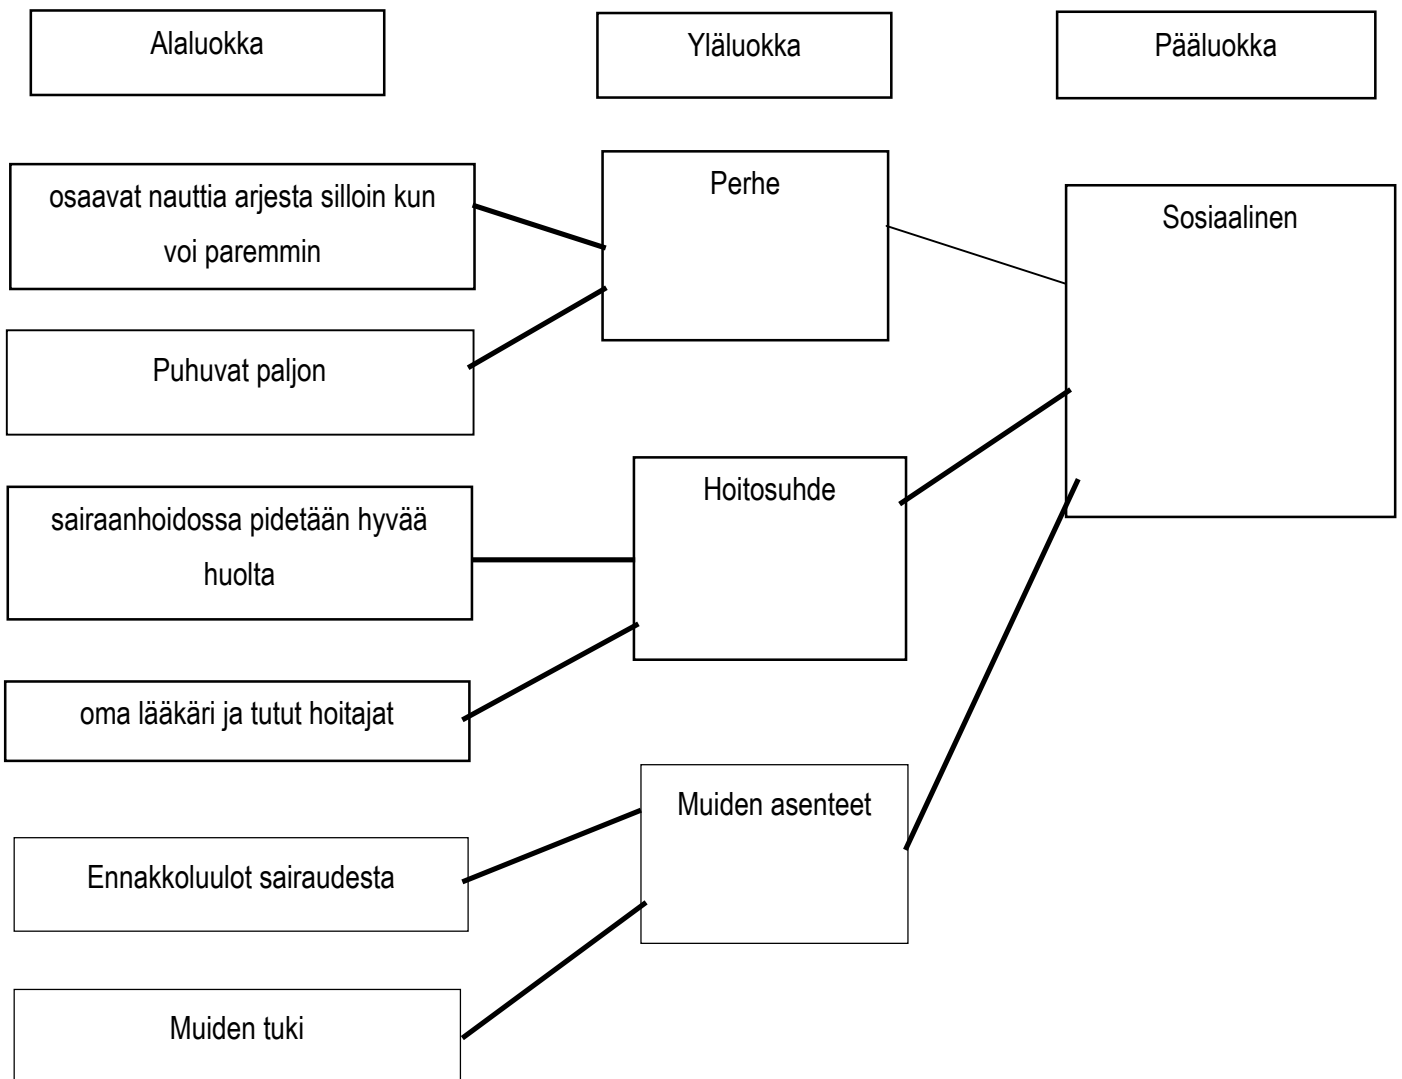 Alaluokka
Yläluokka
Pääluokka
osaavat nauttia arjesta silloin kun
voi paremmin
Perhe
Sosiaalinen
Puhuvat paljon
sairaanhoidossa pidetään hyvää
huolta
Hoitosuhde
oma lääkäri ja tutut hoitajat
Muiden asenteet
Ennakkoluulot sairaudesta
Muiden tuki